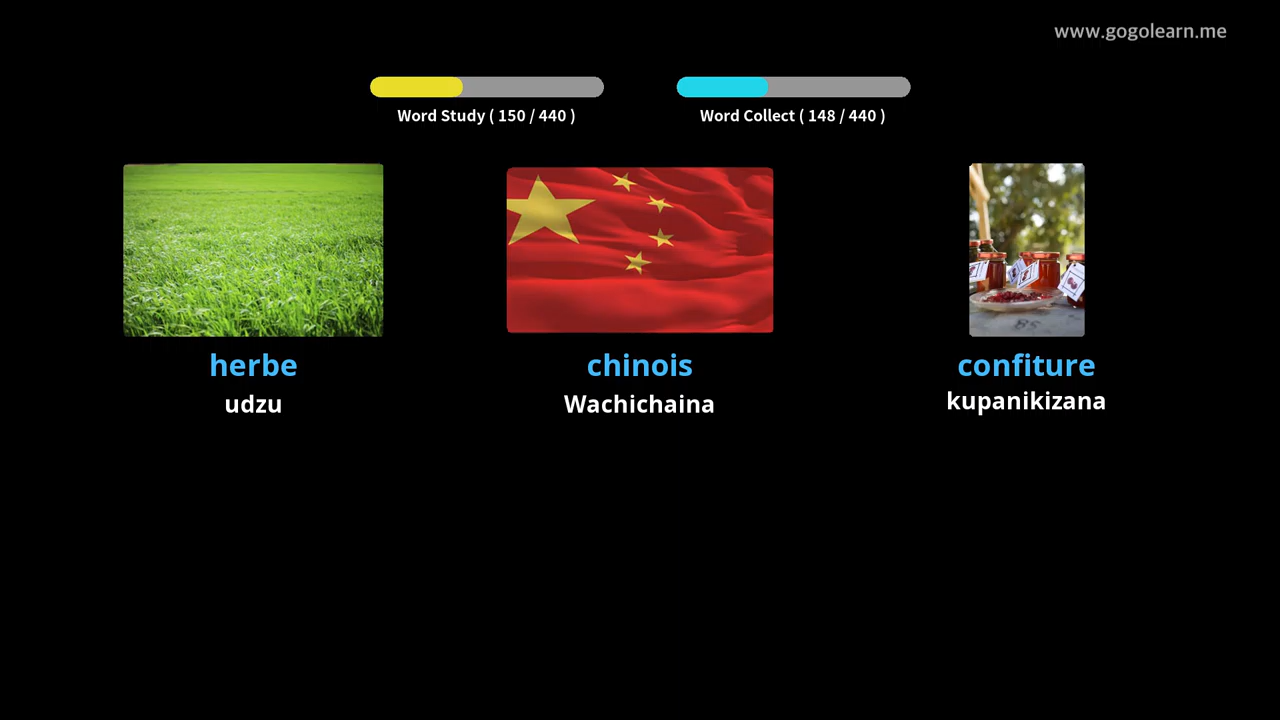 www.gogolearn.me
Word Study ( 150 / 440 )
Word Collect ( 148 / 440 )
herbe
udzu
chinois
Wachichaina
confiture
kupanikizana